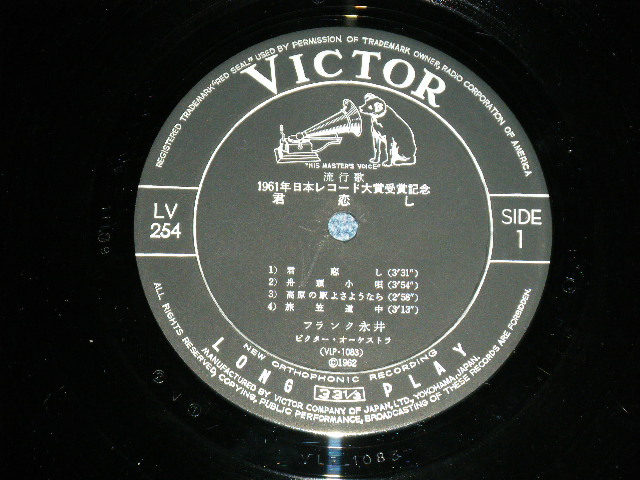 REGISTERED TRADEMARK "RED SEAL" USED BY PERMISSION OF TRADEMARK OWNER, RADIO CORPORATION OF AMERICA
VICTOR
"HIS MASTER'S VOICE"
流行歌
1961年日本レコード大賞受賞記念
君恋し
LV 254
SIDE 1
1) 君恋し (3'31")
2) 舟頭小唄 (3'54")
3) 高原の駅よさようなら (2'58")
4) 旅笠道中 (3'13")
フランク永井
ビクター・オーケストラ
(VLP-1083)
©1962
NEW ORTHOPHONIC RECORDING
LONG 33 1/3 PLAY
MANUFACTURED BY VICTOR COMPANY OF JAPAN, LTD., YOKOHAMA, JAPAN.
ALL RIGHTS RESERVED, COPYING, PUBLIC PERFORMANCE, BROADCASTING OF THESE RECORDS ARE FORBIDDEN.